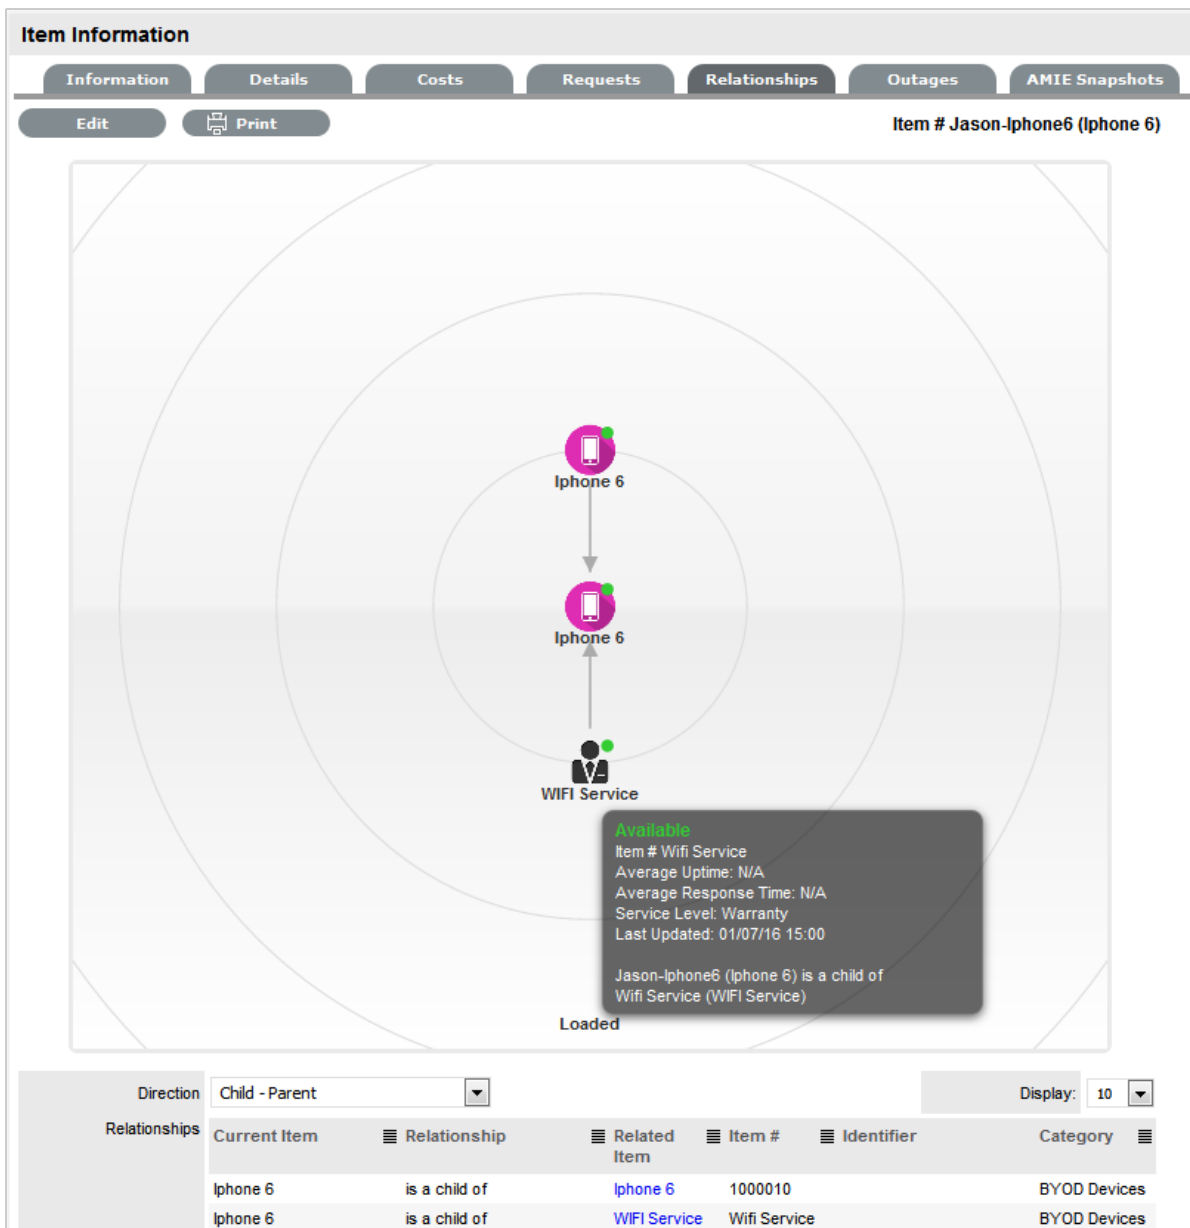 Item Information
Information Details Costs Requests Relationships Outages AMIE Snapshots
Edit Print Item # Jason-Iphone6 (Iphone 6)
Iphone 6
Iphone 6
WIFI Service
Available
Item # Wifi Service
Average Uptime: N/A
Average Response Time: N/A
Service Level: Warranty
Last Updated: 01/07/16 15:00
Jason-Iphone6 (Iphone 6) is a child of
Wifi Service (WIFI Service)
Loaded
Direction Child - Parent Display: 10
Relationships Current Item Relationship Related Item # Identifier Category
Item
Iphone 6 is a child of Iphone 6 1000010 BYOD Devices
Iphone 6 is a child of WIFI Service Wifi Service BYOD Devices